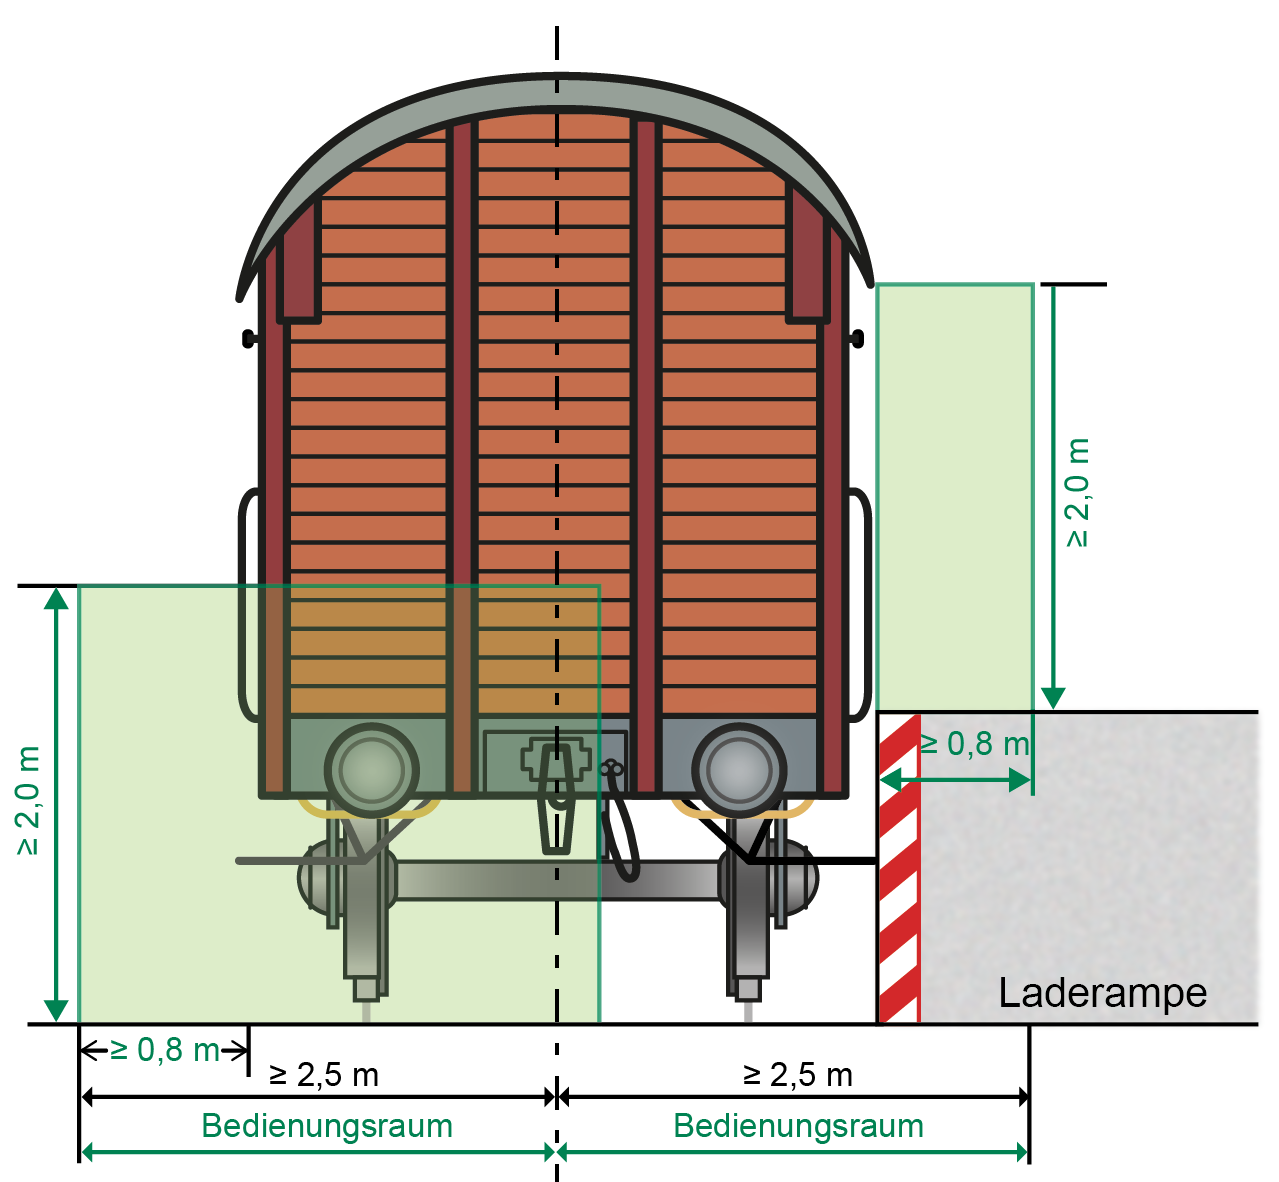 ≥ 2,0 m
≥ 0,8 m
≥ 2,0 m
Laderampe
≥ 0,8 m
≥ 2,5 m
≥ 2,5 m
Bedienungsraum
Bedienungsraum